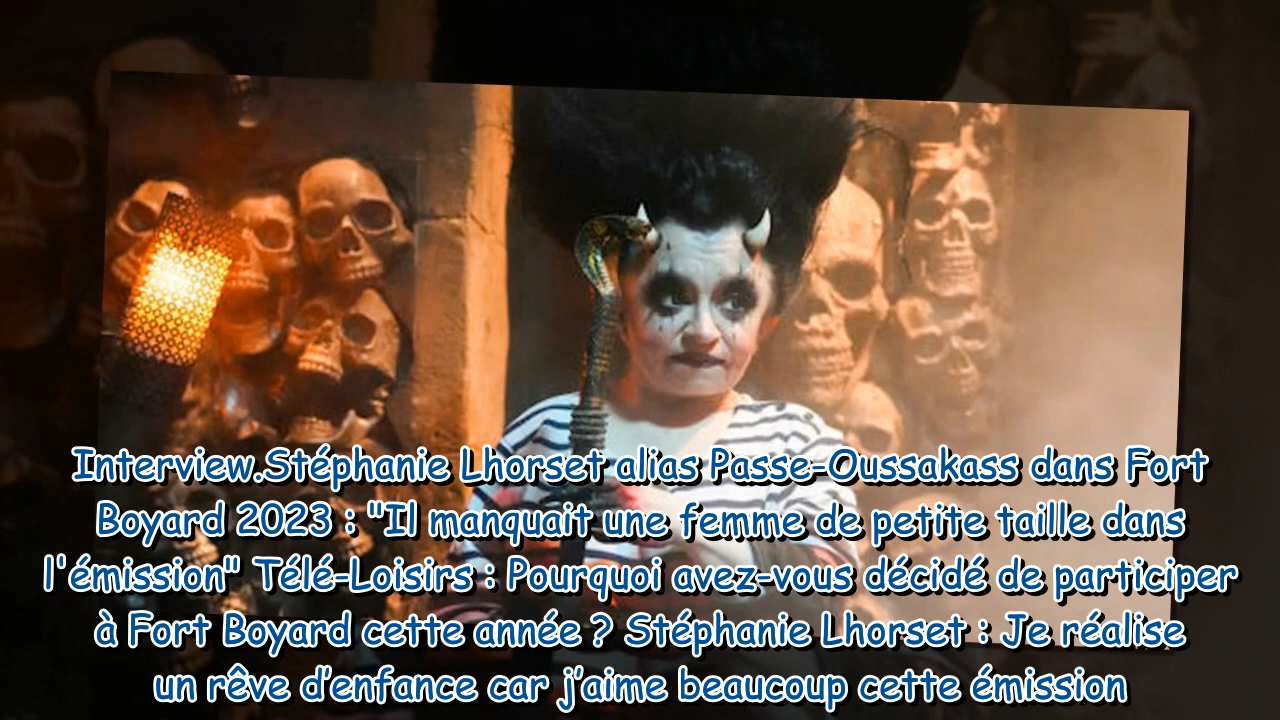 Interview.Stéphanie Lhorset alias Passe-Oussakass dans Fort
Boyard 2023 : "Il manquait une femme de petite taille dans
l'émission" Télé-Loisirs : Pourquoi avez-vous décidé de participer
à Fort Boyard cette année ? Stéphanie Lhorset : Je réalise
un rêve d’enfance car j’aime beaucoup cette émission